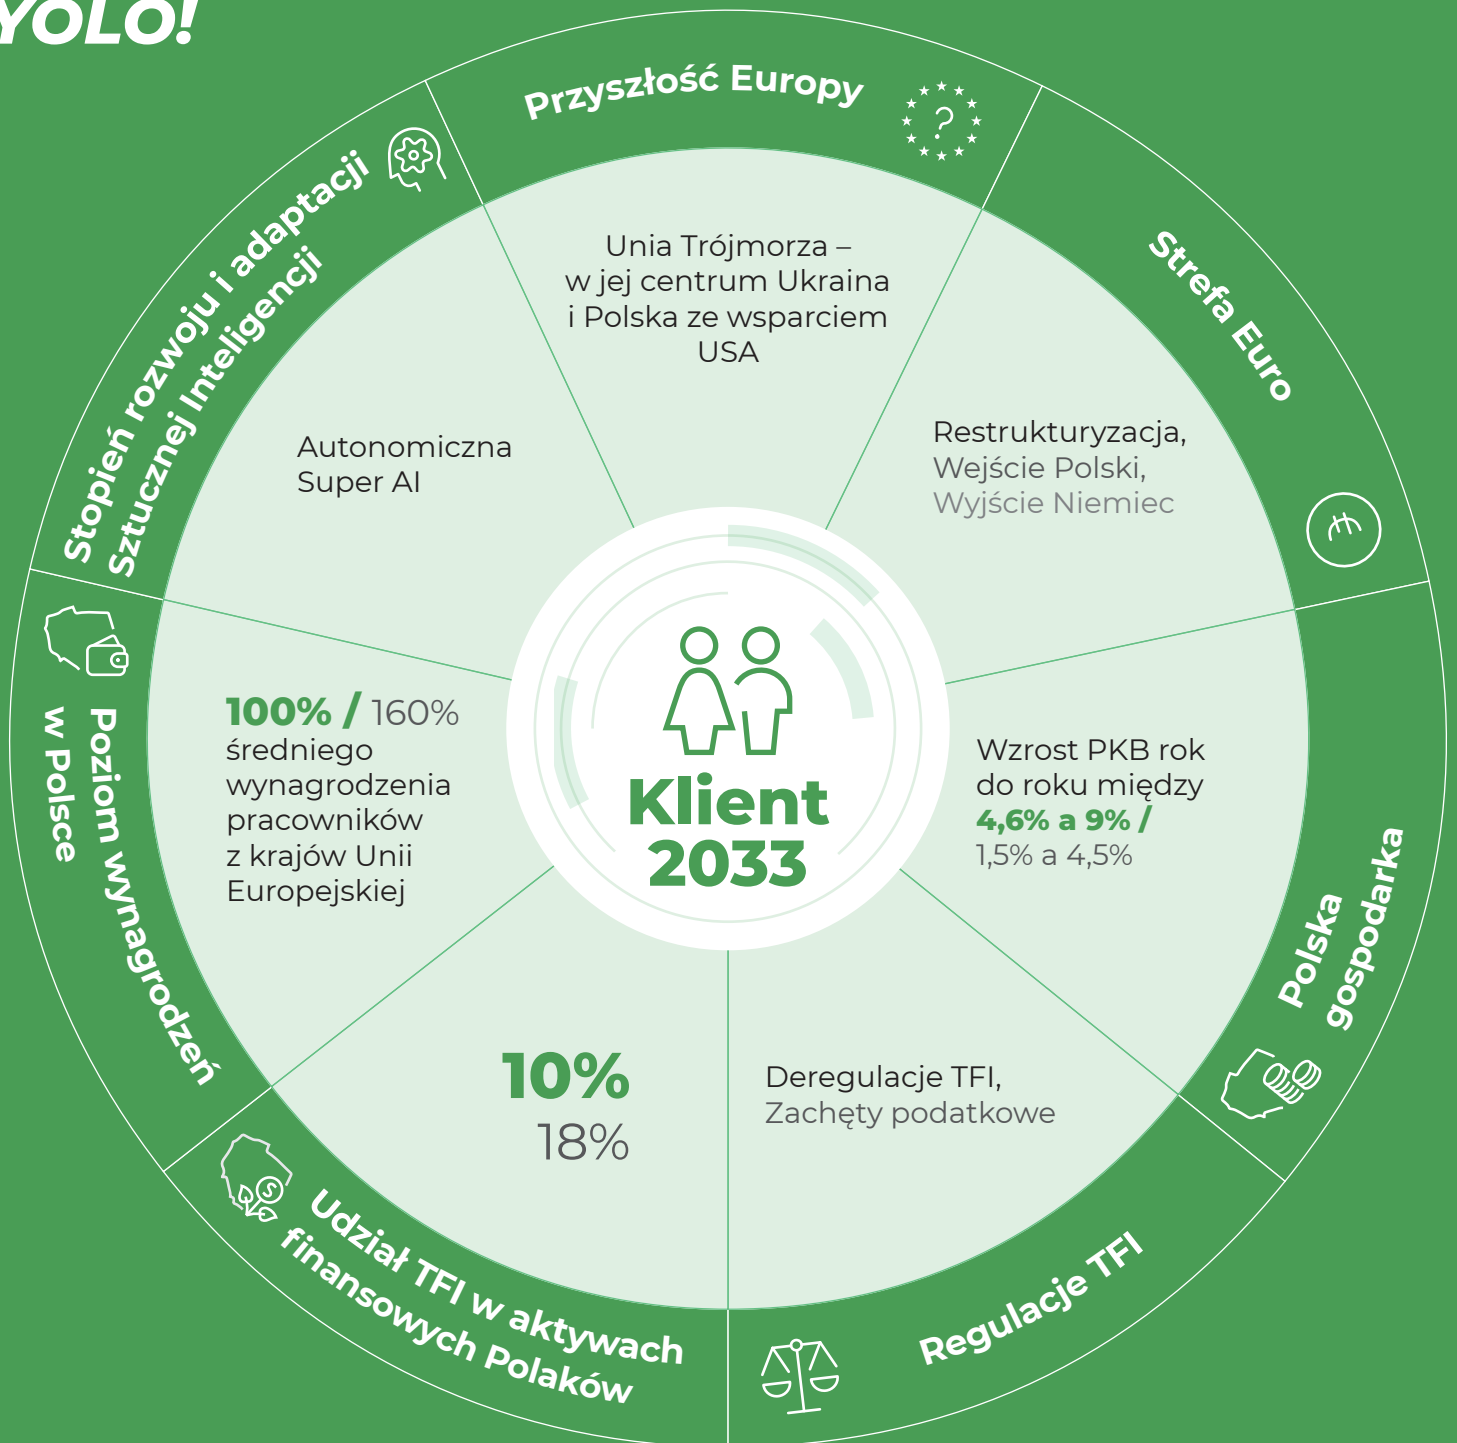 YOLO!
Przyszłość Europy
?
Unia Trójmorza –
w jej centrum Ukraina
i Polska ze wsparciem
USA
Strefa Euro
Restrukturyzacja,
Wejście Polski,
Wyjście Niemiec
€
Polska
gospodarka
Wzrost PKB rok
do roku między
4,6% a 9% /
1,5% a 4,5%
Regulacje TFI
Deregulacje TFI,
Zachęty podatkowe
Udział TFI w aktywach
finansowych Polaków
$
10%
18%
Poziom wynagrodzeń
w Polsce
100% / 160%
średniego
wynagrodzenia
pracowników
z krajów Unii
Europejskiej
Stopień rozwoju i adaptacji
Sztucznej Inteligencji
Autonomiczna
Super AI
Klient
2033